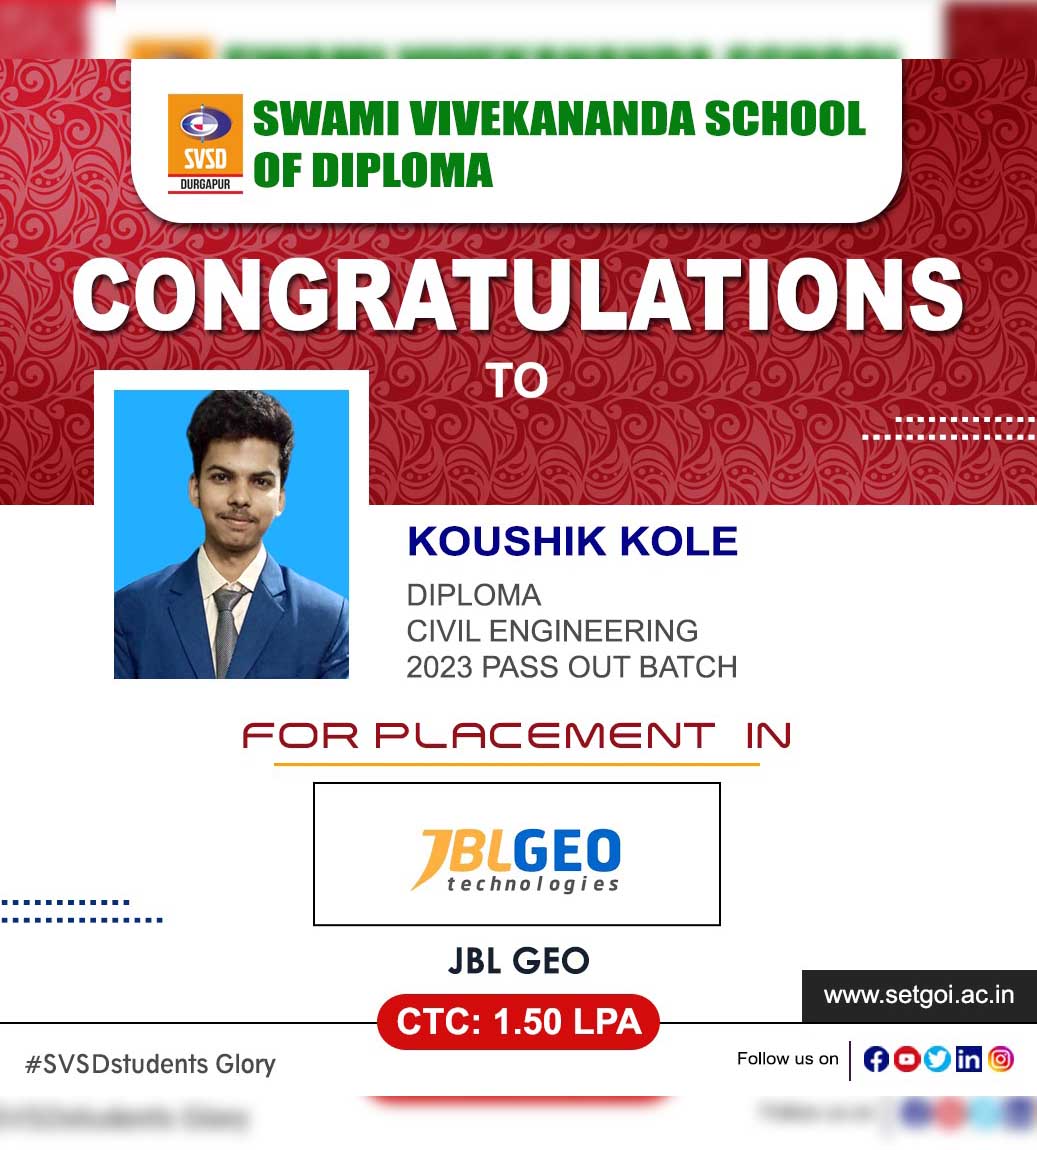 SVSD
DURGAPUR
SWAMI VIVEKANANDA SCHOOL
OF DIPLOMA
CONGRATULATIONS
TO
KOUSHIK KOLE
DIPLOMA
CIVIL ENGINEERING
2023 PASS OUT BATCH
FOR PLACEMENT IN
JBLGEO
technologies
JBL GEO
www.setgoi.ac.in
CTC: 1.50 LPA
#SVSDstudents Glory
Follow us on